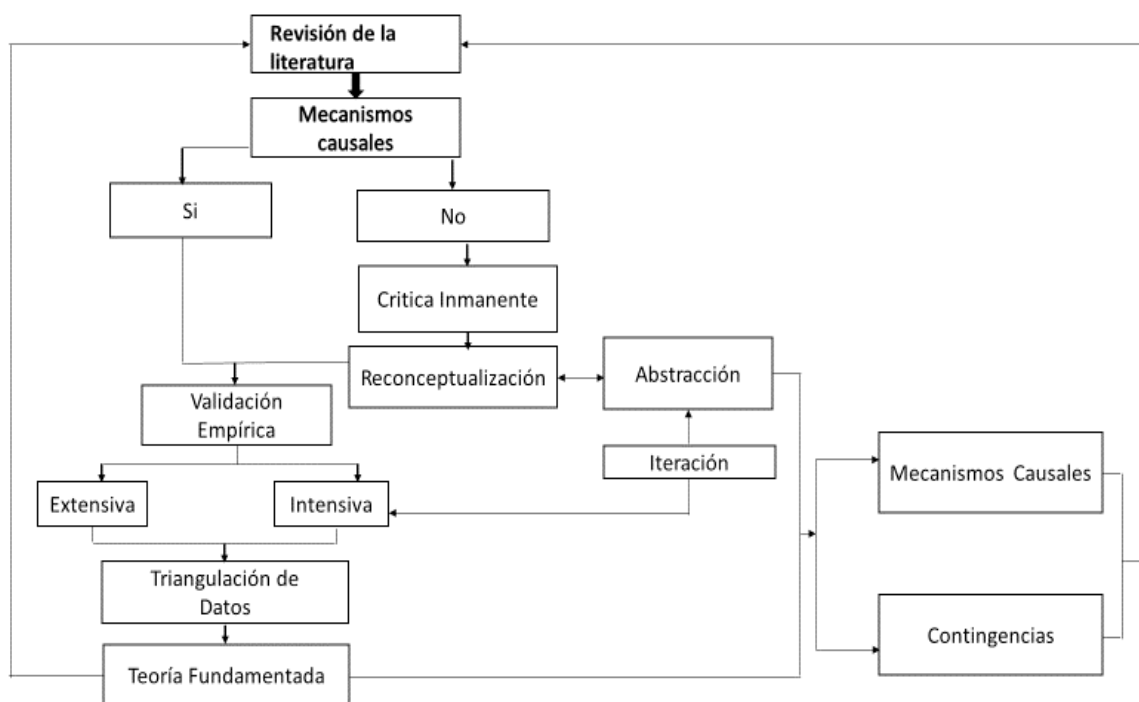 Revisión de la
literatura
Mecanismos
causales
Si
No
Critica Inmanente
Reconceptualización
Abstracción
Validación
Empírica
Iteración
Mecanismos Causales
Extensiva
Intensiva
Triangulación de
Datos
Contingencias
Teoría Fundamentada